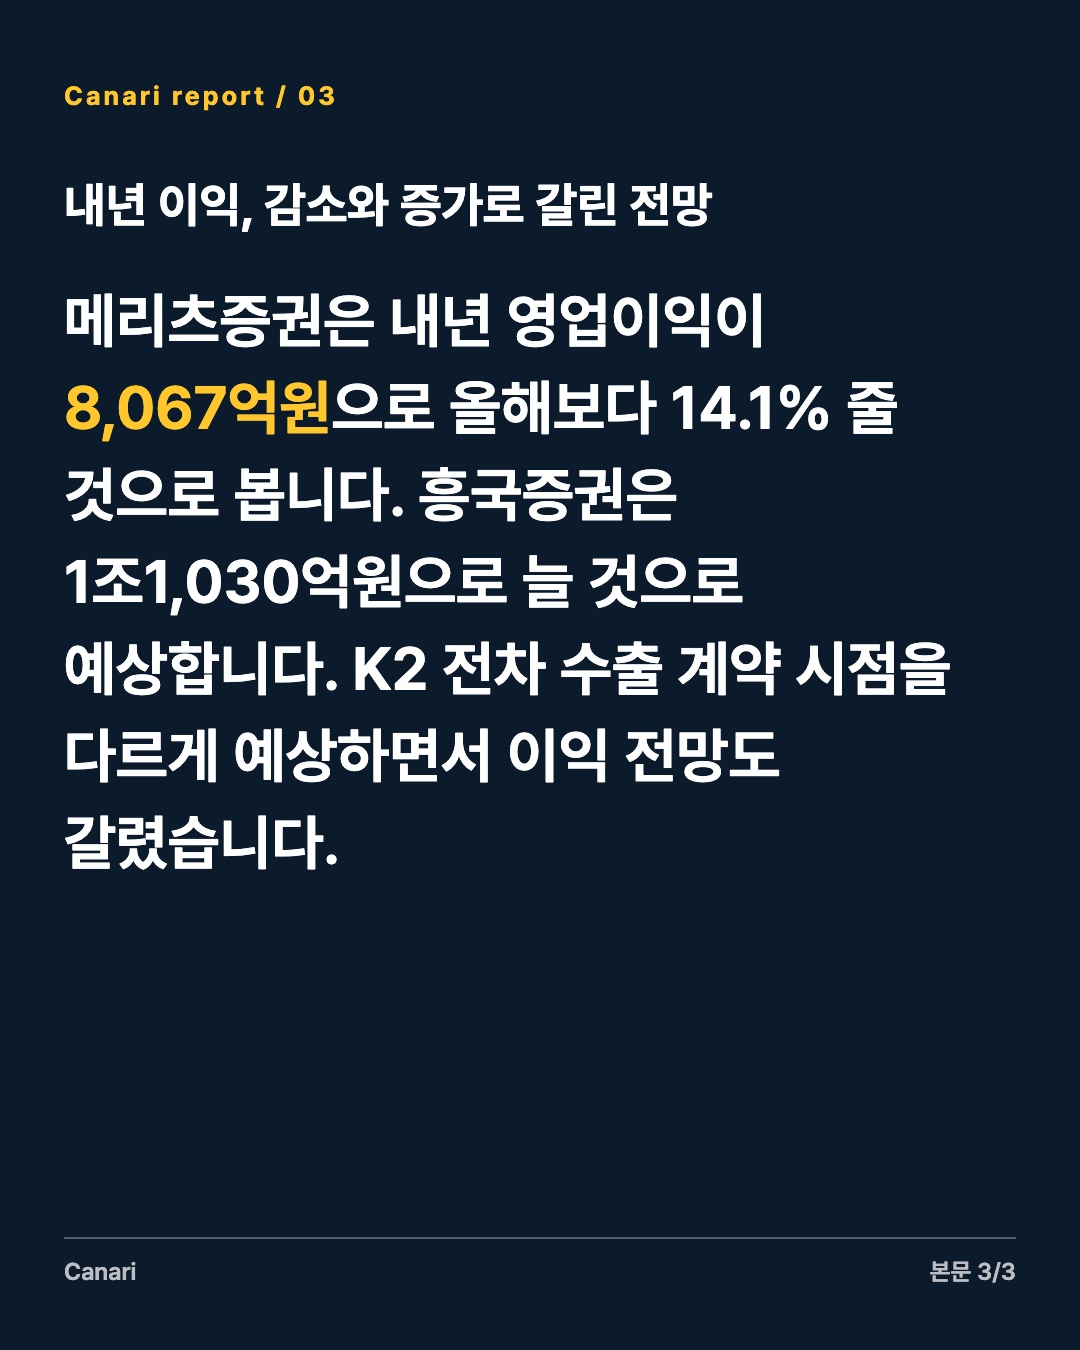 Canari report / 03
내년 이익, 감소와 증가로 갈린 전망
메리츠증권은 내년 영업이익이
8,067억원으로 올해보다 14.1% 줄
것으로 봅니다. 흥국증권은
1조1,030억원으로 늘 것으로
예상합니다. K2 전차 수출 계약 시점을
다르게 예상하면서 이익 전망도
갈렸습니다.
Canari
본문 3/3